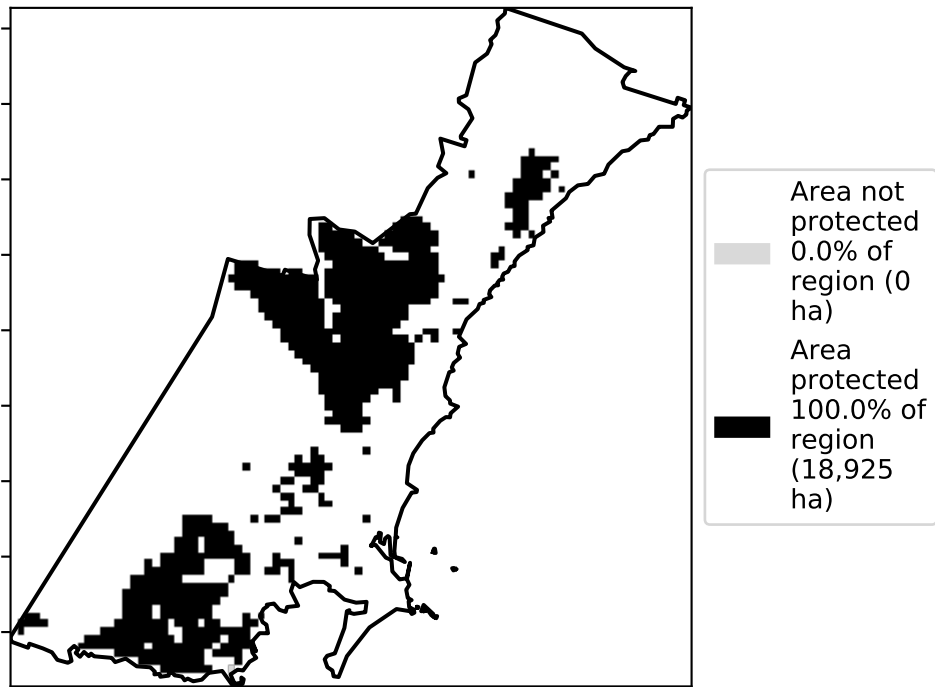 Area not
protected
0.0% of
region (0
ha)
Area
protected
100.0% of
region
(18,925
ha)